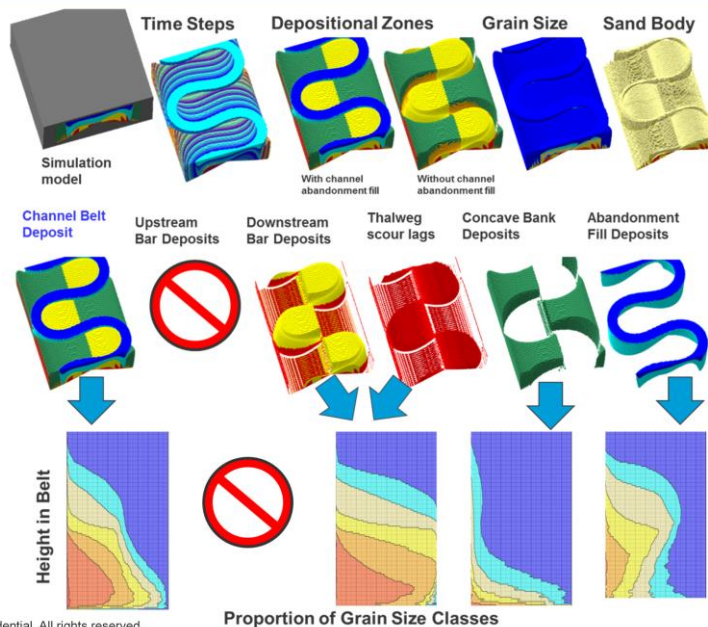 Time Steps
Depositional Zones
Grain Size
Sand Body
Simulation
model
With channel
abandonment fill
Without channel
abandonment fill
Channel Belt
Deposit
Upstream
Bar Deposits
Downstream
Bar Deposits
Thalweg
scour lags
Concave Bank
Deposits
Abandonment
Fill Deposits
Height in Belt
Proportion of Grain Size Classes
All rights reserved